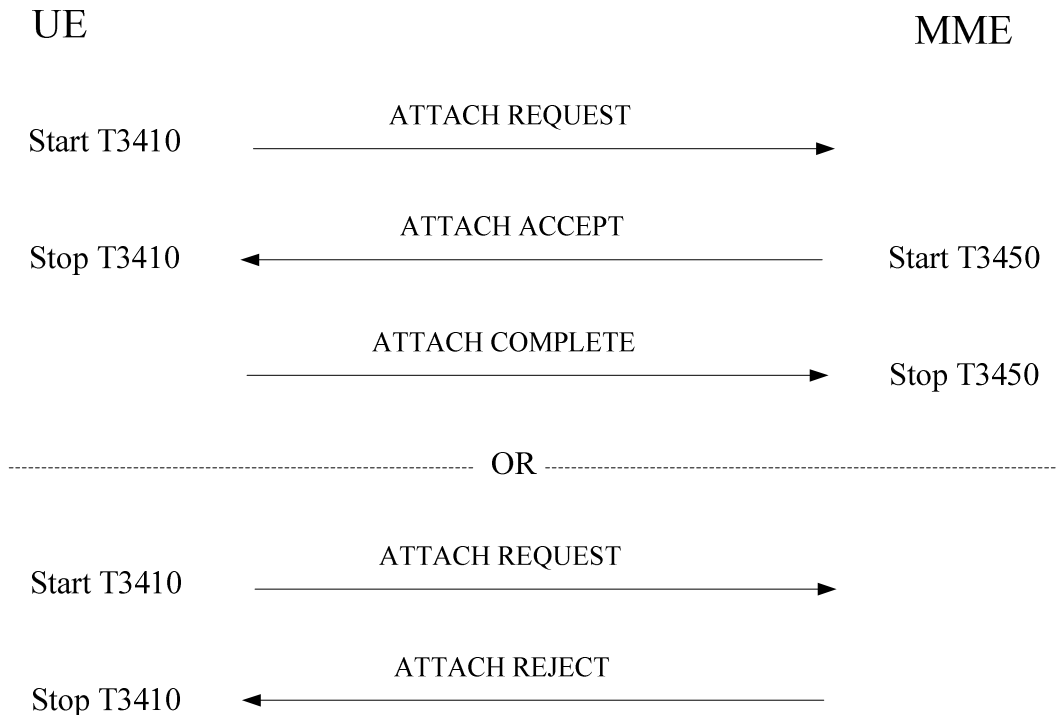 UE MME
ATTACH REQUEST
Start T3410
ATTACH ACCEPT
Stop T3410 Start T3450
ATTACH COMPLETE
Stop T3450
OR
ATTACH REQUEST
Start T3410
ATTACH REJECT
Stop T3410